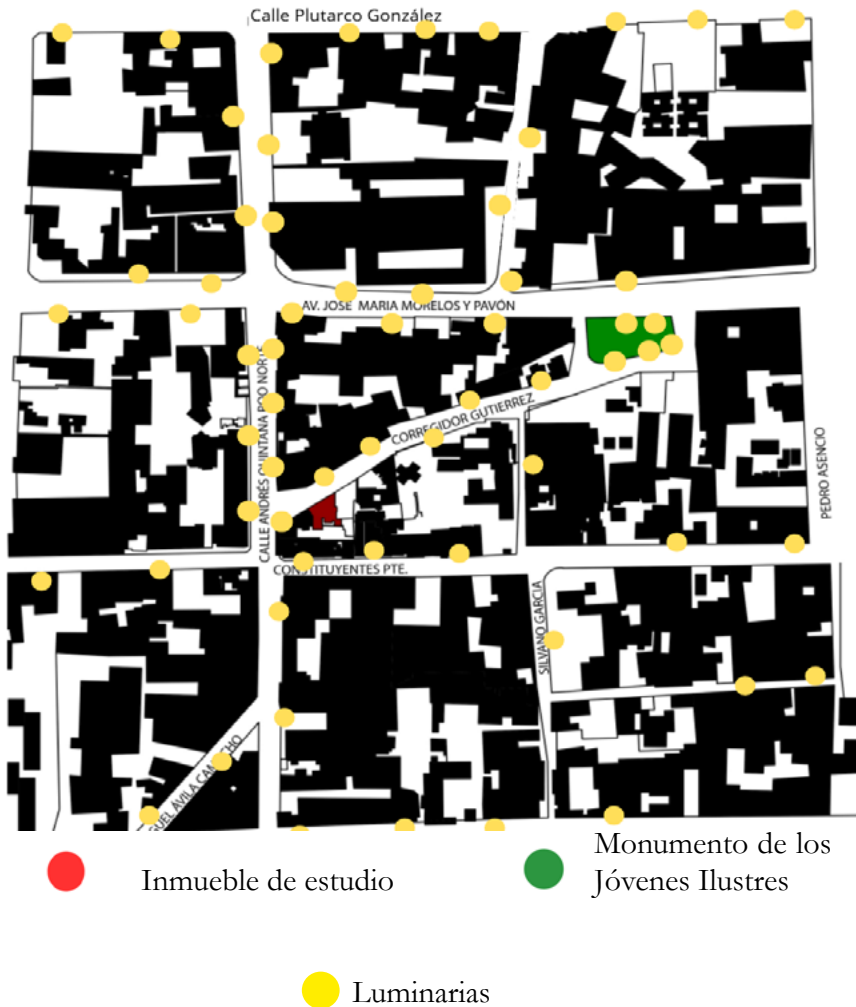 Calle Plutarco González
AV. JOSE MARIA MORELOS Y PAVÓN
CALLE ANDRÉS QUINTANA ROO NORTE
CORREGIDOR GUTIERREZ
PEDRO ASENCIO
CONSTITUYENTES PTE.
SILVANO GARCIA
Inmueble de estudio
Monumento de los
Jóvenes Ilustres
Luminarias